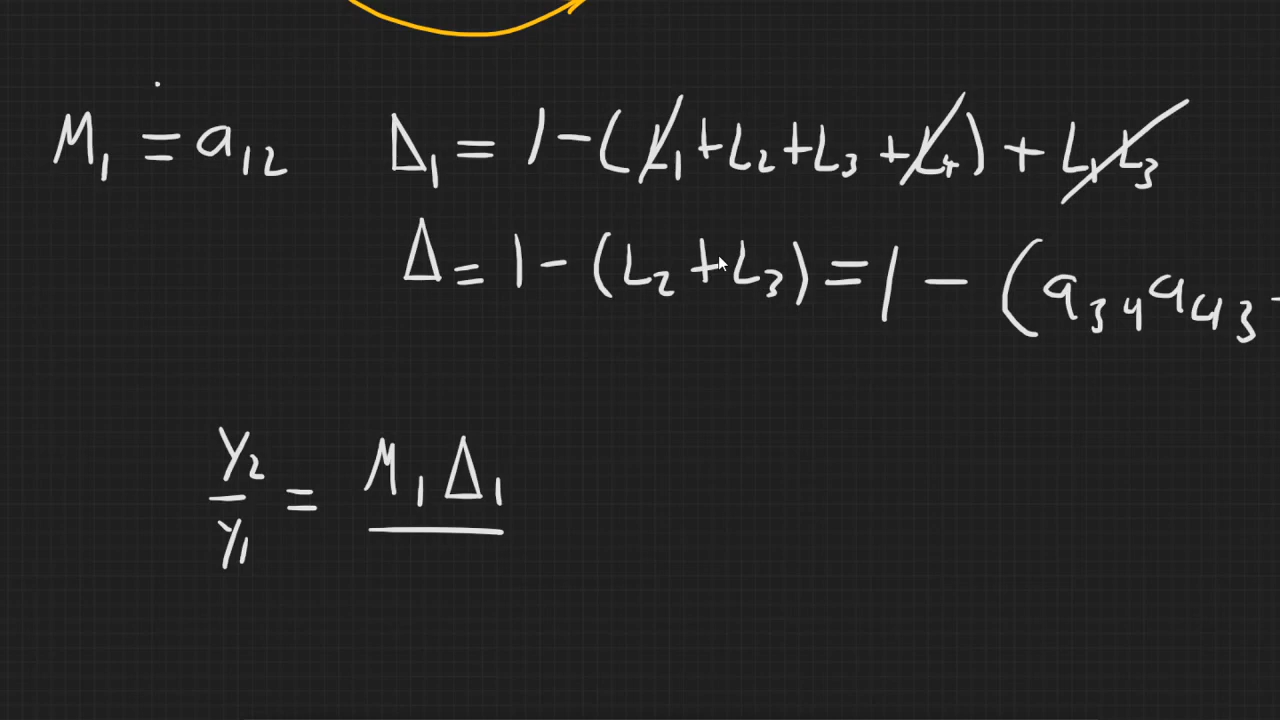 M₁ = a₁₂ Δ₁ = 1 - (L₁ + L₂ + L₃ + L₄) + L₁L₃
Δ = 1 - (L₂ + L₃) = 1 - (a₃₄a₄₃
Y₂/Y₁ = M₁Δ₁